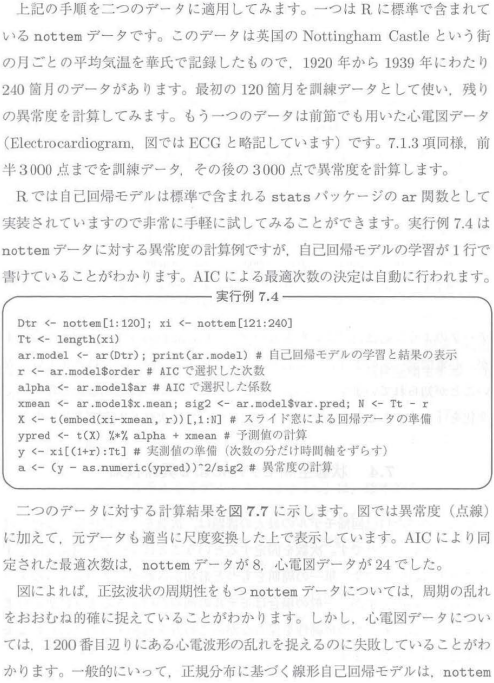 上記の手順を二つのデータに適用してみます。一つは R に標準で含まれて
いる nottem データです。このデータは英国の Nottingham Castle という街
の月ごとの平均気温を華氏で記録したもので，1920 年から 1939 年にわたり
240 箇月のデータがあります。最初の 120 箇月を訓練データとして使い，残り
の異常度を計算してみます。もう一つのデータは前節でも用いた心電図データ
（Electrocardiogram，図では ECG と略記しています）です。7.1.3 項同様，前
半 3 000 点までを訓練データ，その後の 3 000 点で異常度を計算します。
R では自己回帰モデルは標準で含まれる stats パッケージの ar 関数として
実装されていますので非常に手軽に試してみることができます。実行例 7.4 は
nottem データに対する異常度の計算例ですが，自己回帰モデルの学習が 1 行で
書けていることがわかります。AIC による最適次数の決定は自動に行われます。
実行例 7.4
Dtr <- nottem[1:120]; xi <- nottem[121:240]
Tt <- length(xi)
ar.model <- ar(Dtr); print(ar.model) # 自己回帰モデルの学習と結果の表示
r <- ar.model$order # AIC で選択した次数
alpha <- ar.model$ar # AIC で選択した係数
xmean <- ar.model$x.mean; sig2 <- ar.model$var.pred; N <- Tt - r
X <- t(embed(xi-xmean, r))[,1:N] # スライド窓による回帰データの準備
ypred <- t(X) %*% alpha + xmean # 予測値の計算
y <- xi[(1+r):Tt] # 実測値の準備（次数の分だけ時間軸をずらす）
a <- (y - as.numeric(ypred))^2/sig2 # 異常度の計算
二つのデータに対する計算結果を図 7.7 に示します。図では異常度（点線）
に加えて，元データも適当に尺度変換した上で表示しています。AIC により同
定された最適次数は，nottem データが 8，心電図データが 24 でした。
図によれば，正弦波状の周期性をもつ nottem データについては，周期の乱れ
をおおむね的確に捉えていることがわかります。しかし，心電図データについ
ては，1 200 番目辺りにある心電波形の乱れを捉えるのに失敗していることがわ
かります。一般的にいって，正規分布に基づく線形自己回帰モデルは，nottem